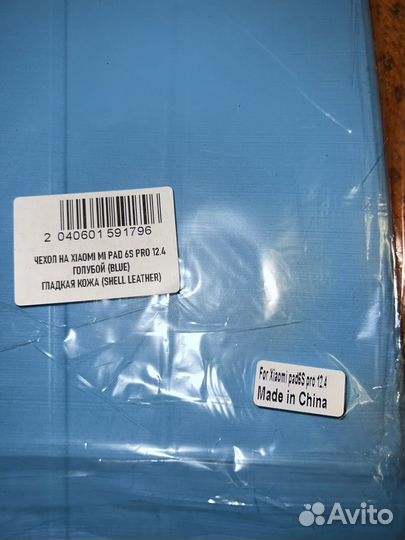 2 040601 591796
ЧЕХОЛ НА XIAOMI MI PAD 6S PRO 12.4
ГОЛУБОЙ (BLUE)
ГЛАДКАЯ КОЖА (SHELL LEATHER)
For Xiaomi pad6S pro 12.4
Made in China
Avito